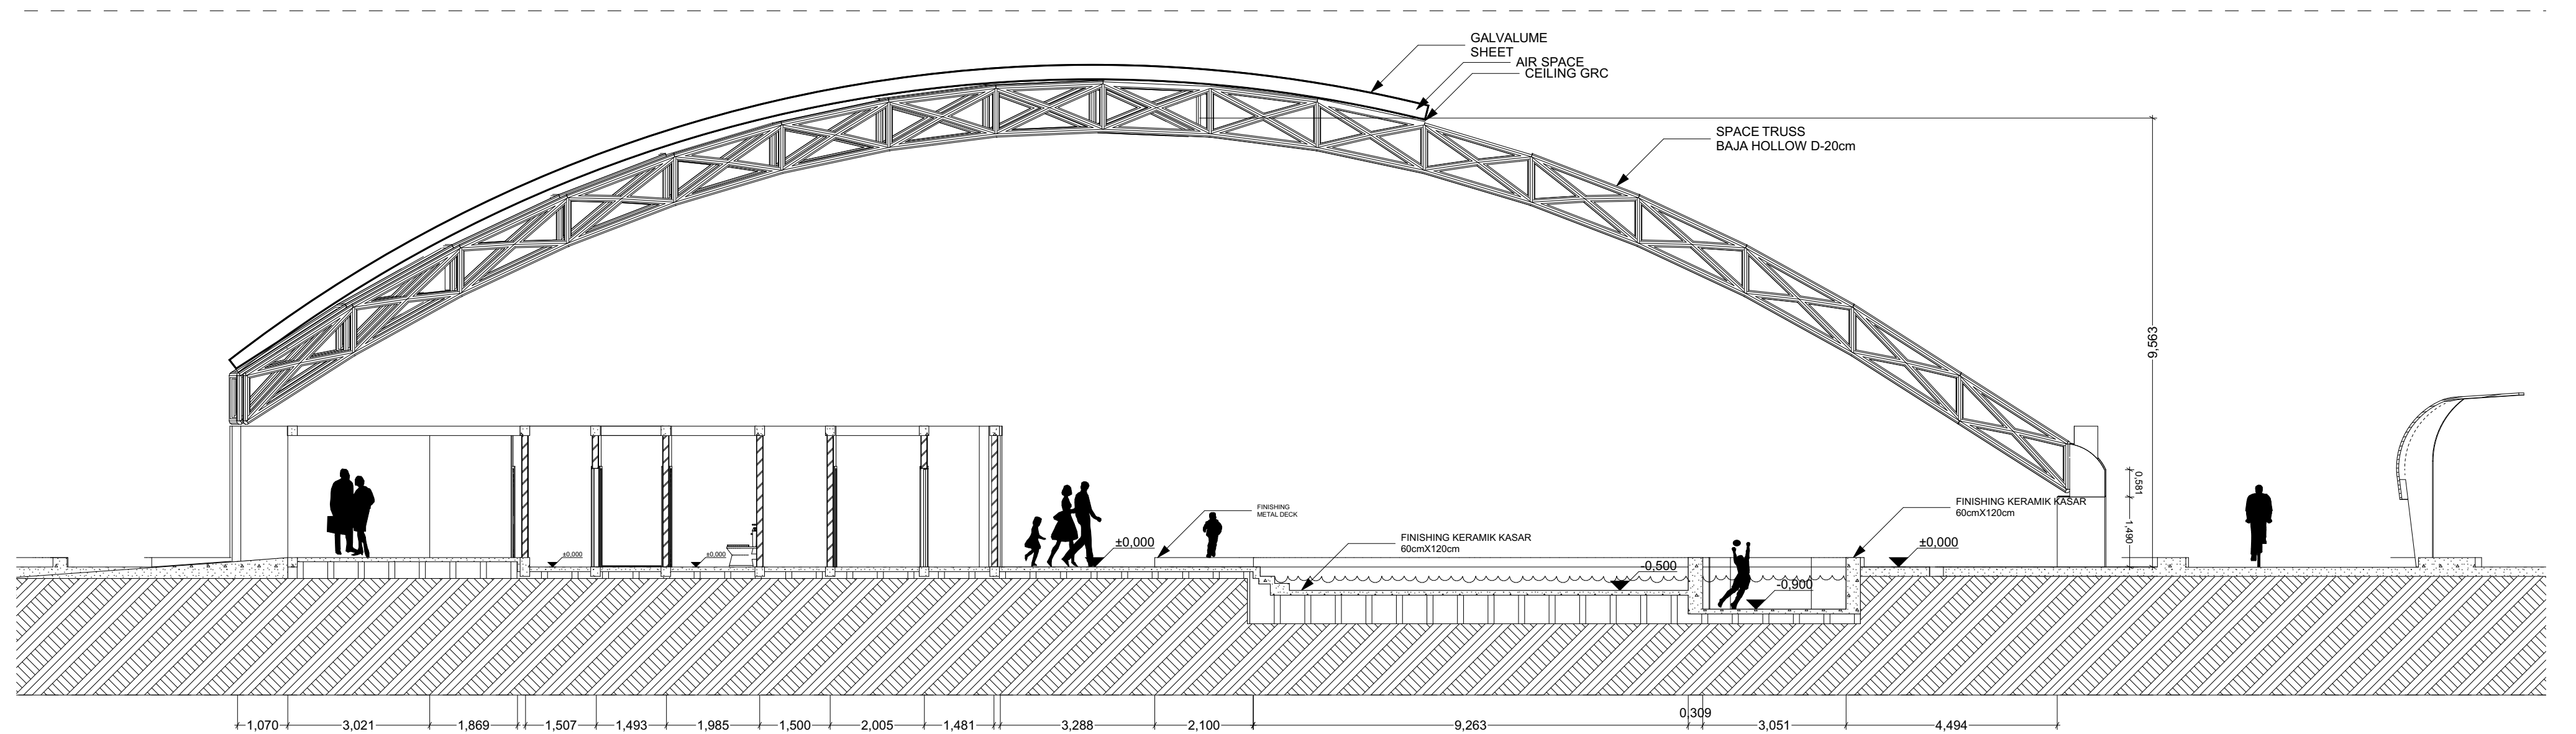 GALVALUME
SHEET
AIR SPACE
CEILING GRC
SPACE TRUSS
BAJA HOLLOW D-20cm
9,563
0,581
1,490
FINISHING KERAMIK KASAR
60cmX120cm
FINISHING
METAL DECK
FINISHING KERAMIK KASAR
60cmX120cm
±0,000
±0,000
±0,000
±0,000
-0,500
-0,900
1,070
3,021
1,869
1,507
1,493
1,985
1,500
2,005
1,481
3,288
2,100
9,263
0,309
3,051
4,494